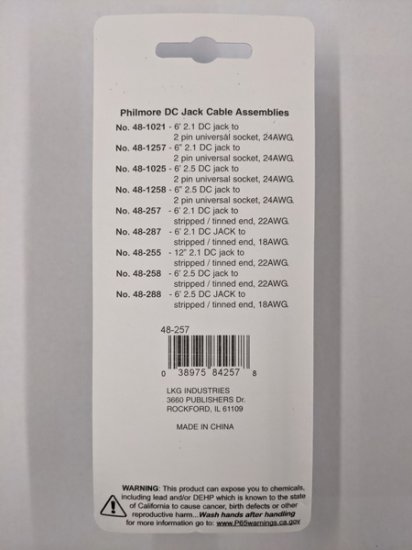 Philmore DC Jack Cable Assemblies
No. 48-1021 - 6' 2.1 DC jack to
2 pin universal socket, 24AWG.
No. 48-1257 - 6" 2.1 DC jack to
2 pin universal socket, 24AWG.
No. 48-1025 - 6' 2.5 DC jack to
2 pin universal socket, 24AWG.
No. 48-1258 - 6" 2.5 DC jack to
2 pin universal socket, 24AWG.
No. 48-257 - 6' 2.1 DC jack to
stripped / tinned end, 22AWG.
No. 48-287 - 6' 2.1 DC JACK to
stripped / tinned end, 18AWG.
No. 48-255 - 12" 2.1 DC jack to
stripped / tinned end, 22AWG.
No. 48-258 - 6' 2.5 DC jack to
stripped / tinned end, 22AWG.
No. 48-288 - 6' 2.5 DC JACK to
stripped / tinned end, 18AWG.
48-257
0 38975 84257 8
LKG INDUSTRIES
3660 PUBLISHERS Dr.
ROCKFORD, IL 61109
MADE IN CHINA
WARNING: This product can expose you to chemicals,
including lead and/or DEHP which is known to the state
of California to cause cancer, birth defects or other
reproductive harm...Wash hands after handling
for more information go to: www.P65warnings.ca.gov